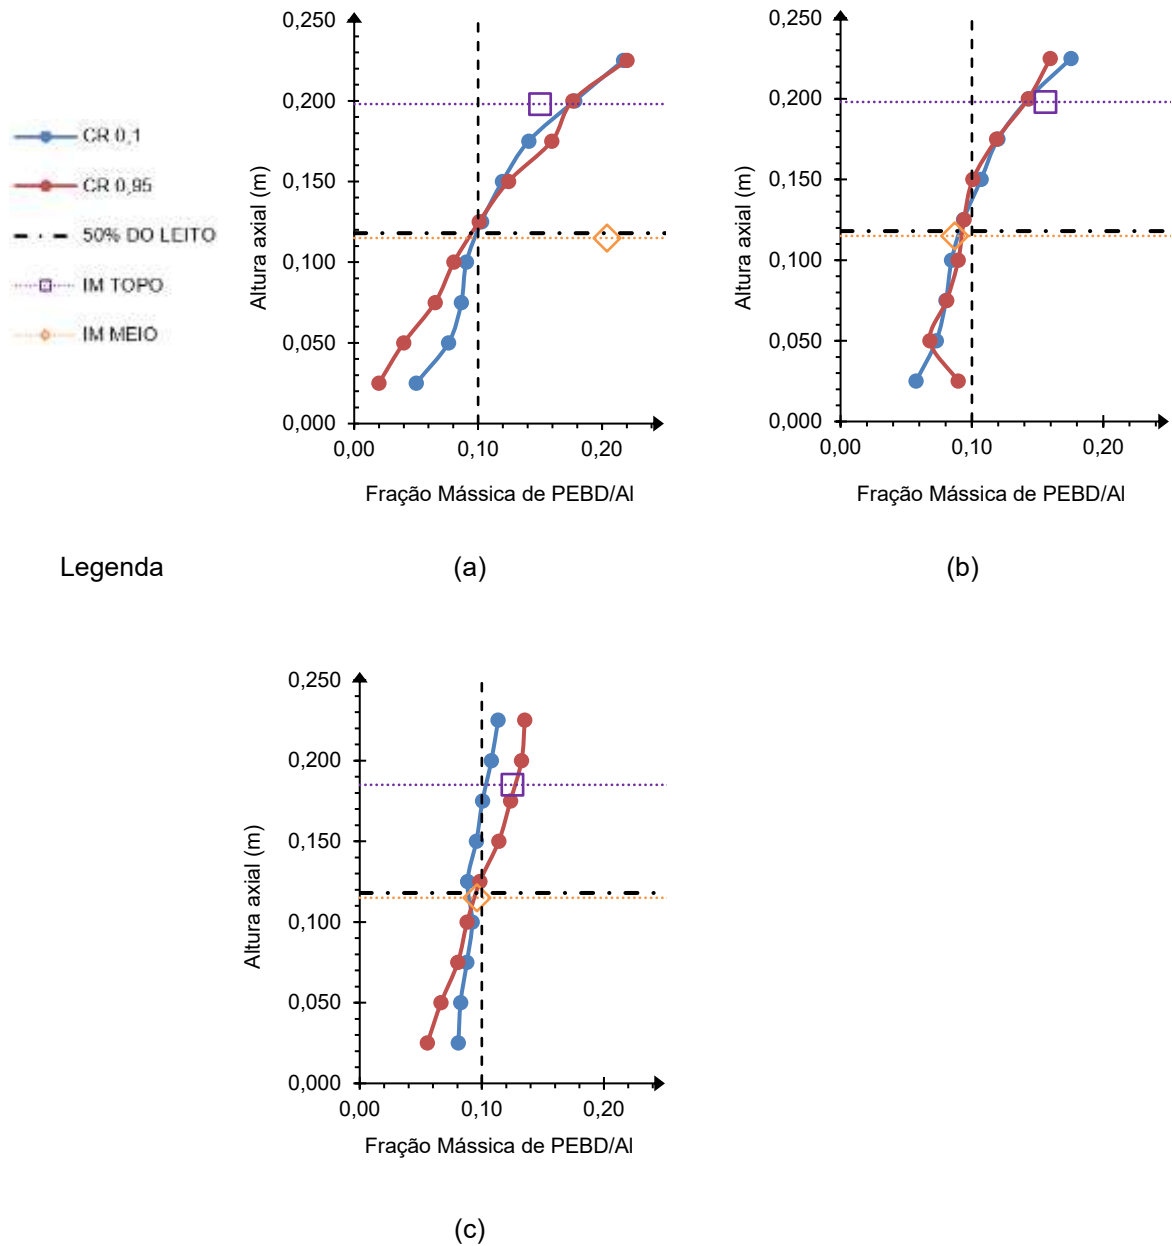 CR 0,1
CR 0,95
50% DO LEITO
IM TOPO
IM MEIO
Legenda
0,250
0,200
0,150
0,100
0,050
0,000
Altura axial (m)
0,00 0,10 0,20
Fração Mássica de PEBD/Al
(a)
0,250
0,200
0,150
0,100
0,050
0,000
Altura axial (m)
0,00 0,10 0,20
Fração Mássica de PEBD/Al
(b)
0,250
0,200
0,150
0,100
0,050
0,000
Altura axial (m)
0,00 0,10 0,20
Fração Mássica de PEBD/Al
(c)